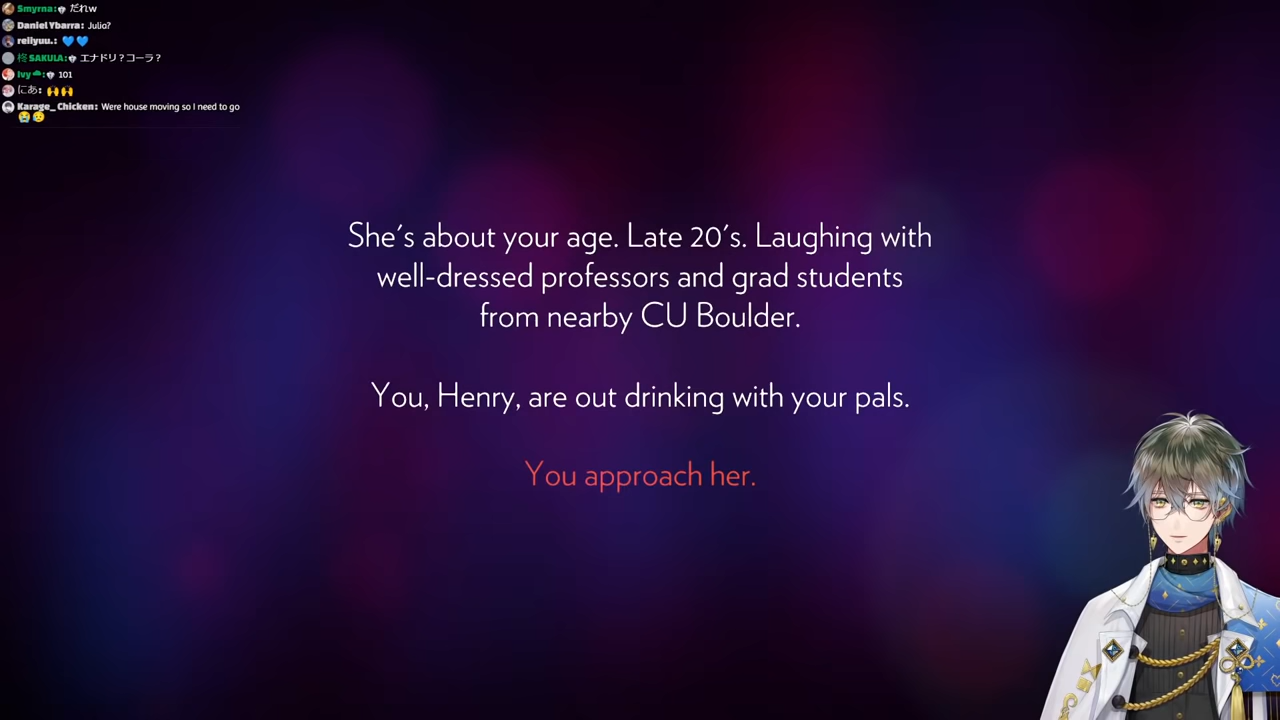 Smyrna: だれw
Daniel Ybarra: Julia?
reiiyuu.: 💙💙
柊 SAKULA: エナドリ？コーラ？
Ivy: 101
にあ: 🙌🙌
Karage_Chicken: Were house moving so I need to go
😭😥
She's about your age. Late 20's. Laughing with
well-dressed professors and grad students
from nearby CU Boulder.
You, Henry, are out drinking with your pals.
You approach her.